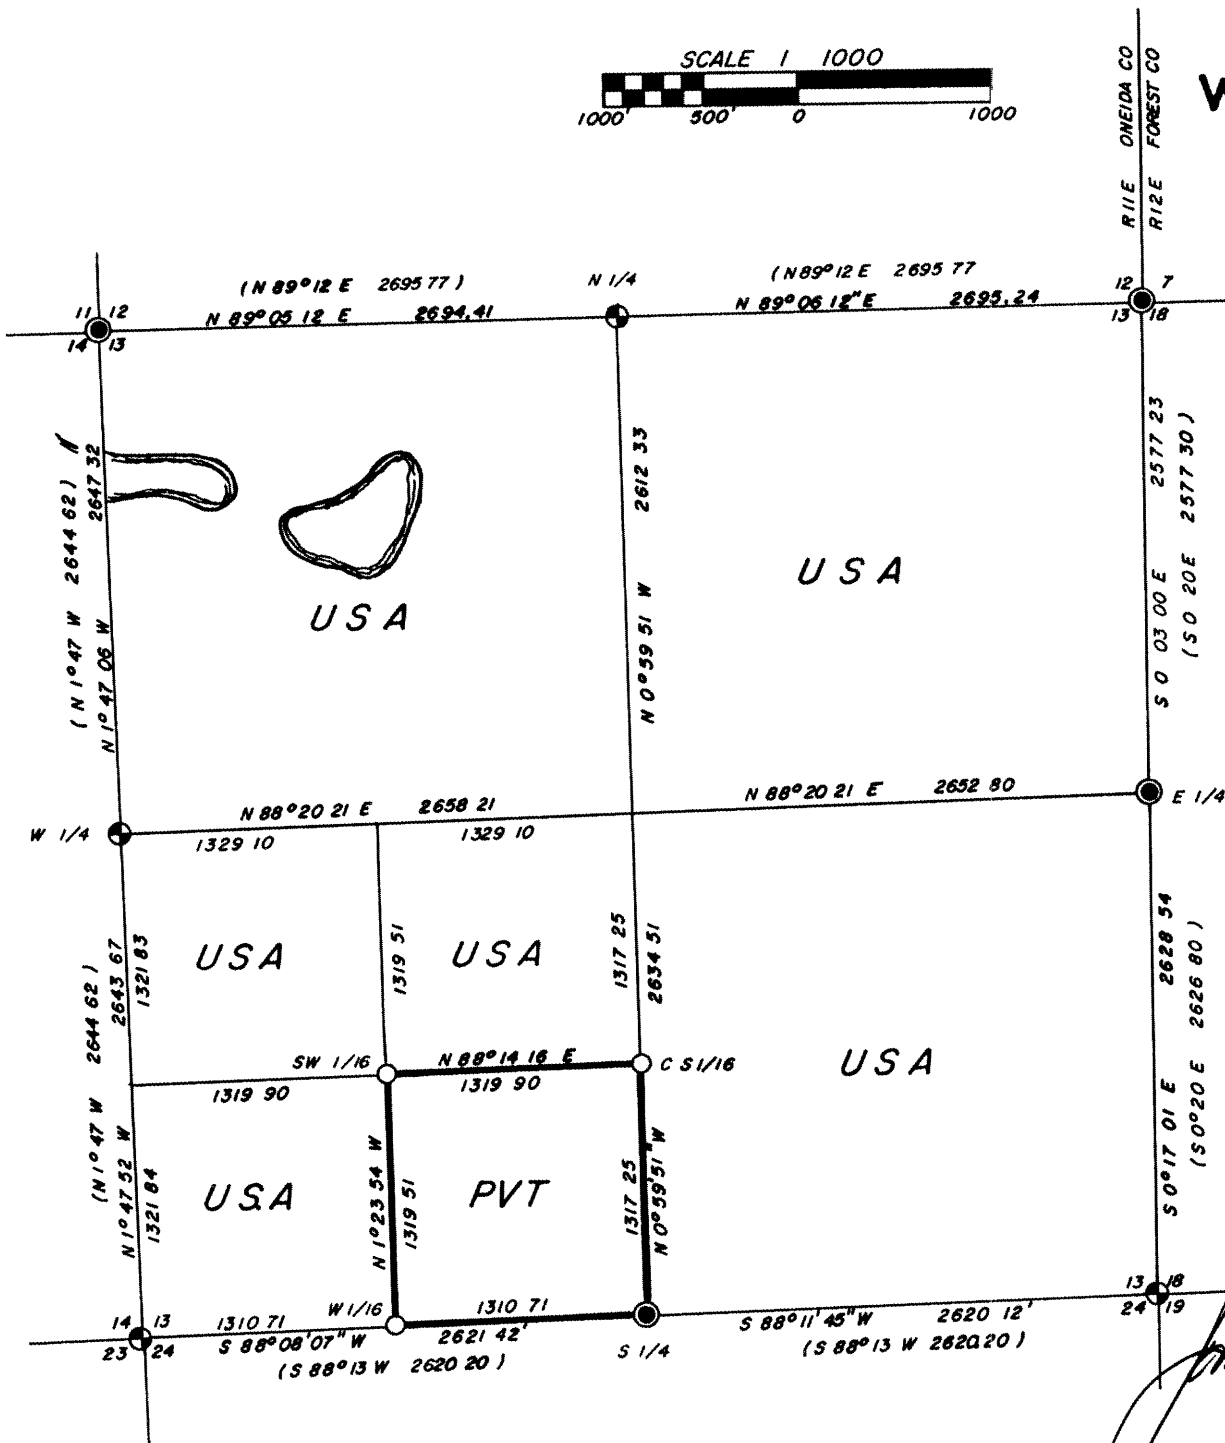 SCALE 1 1000
1000' 500' 0 1000
R11E ONEIDA CO
R12E FOREST CO
(N 89° 12 E 2695 77)
N 1/4
(N 89° 12 E 2695 77
11 12
N 89° 05 12 E 2694.41
N 89° 06 12" E 2695.24
12 7
14 13
13 18
(N 1° 47 W 2644 62)
N 1° 47 06 W 2647 32
N 0° 59 51 W 2612 33
S 0 03 00 E 2577 23
(S 0 20 E 2577 30)
USA
USA
W 1/4
N 88° 20 21 E 2658 21
N 88° 20 21 E 2652 80
E 1/4
1329 10
1329 10
(N 1° 47 W 2644 62)
N 1° 47 52 W 2643 67
1321 83
USA
1319 51
USA
1317 25
2634 51
USA
S 0° 17 01 E 2628 54
(S 0° 20 E 2626 80)
SW 1/16
N 88° 14 16 E
C S 1/16
1319 90
1319 90
1321 84
USA
N 1° 23 54 W
1319 51
PVT
1317 25
N 0° 59' 51" W
13 18
24 19
14 13
1310 71
W 1/16
1310 71
23 24
S 88° 08' 07" W 2621 42'
(S 88° 13 W 2620 20)
S 1/4
S 88° 11' 45" W 2620 12'
(S 88° 13 W 2620.20)